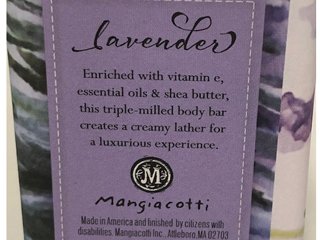 lavender
Enriched with vitamin e,
essential oils & shea butter,
this triple-milled body bar
creates a creamy lather for
a luxurious experience.
M
Mangiacotti
Made in America and finished by citizens with
disabilities. Mangiacotti Inc., Attleboro, MA 02703